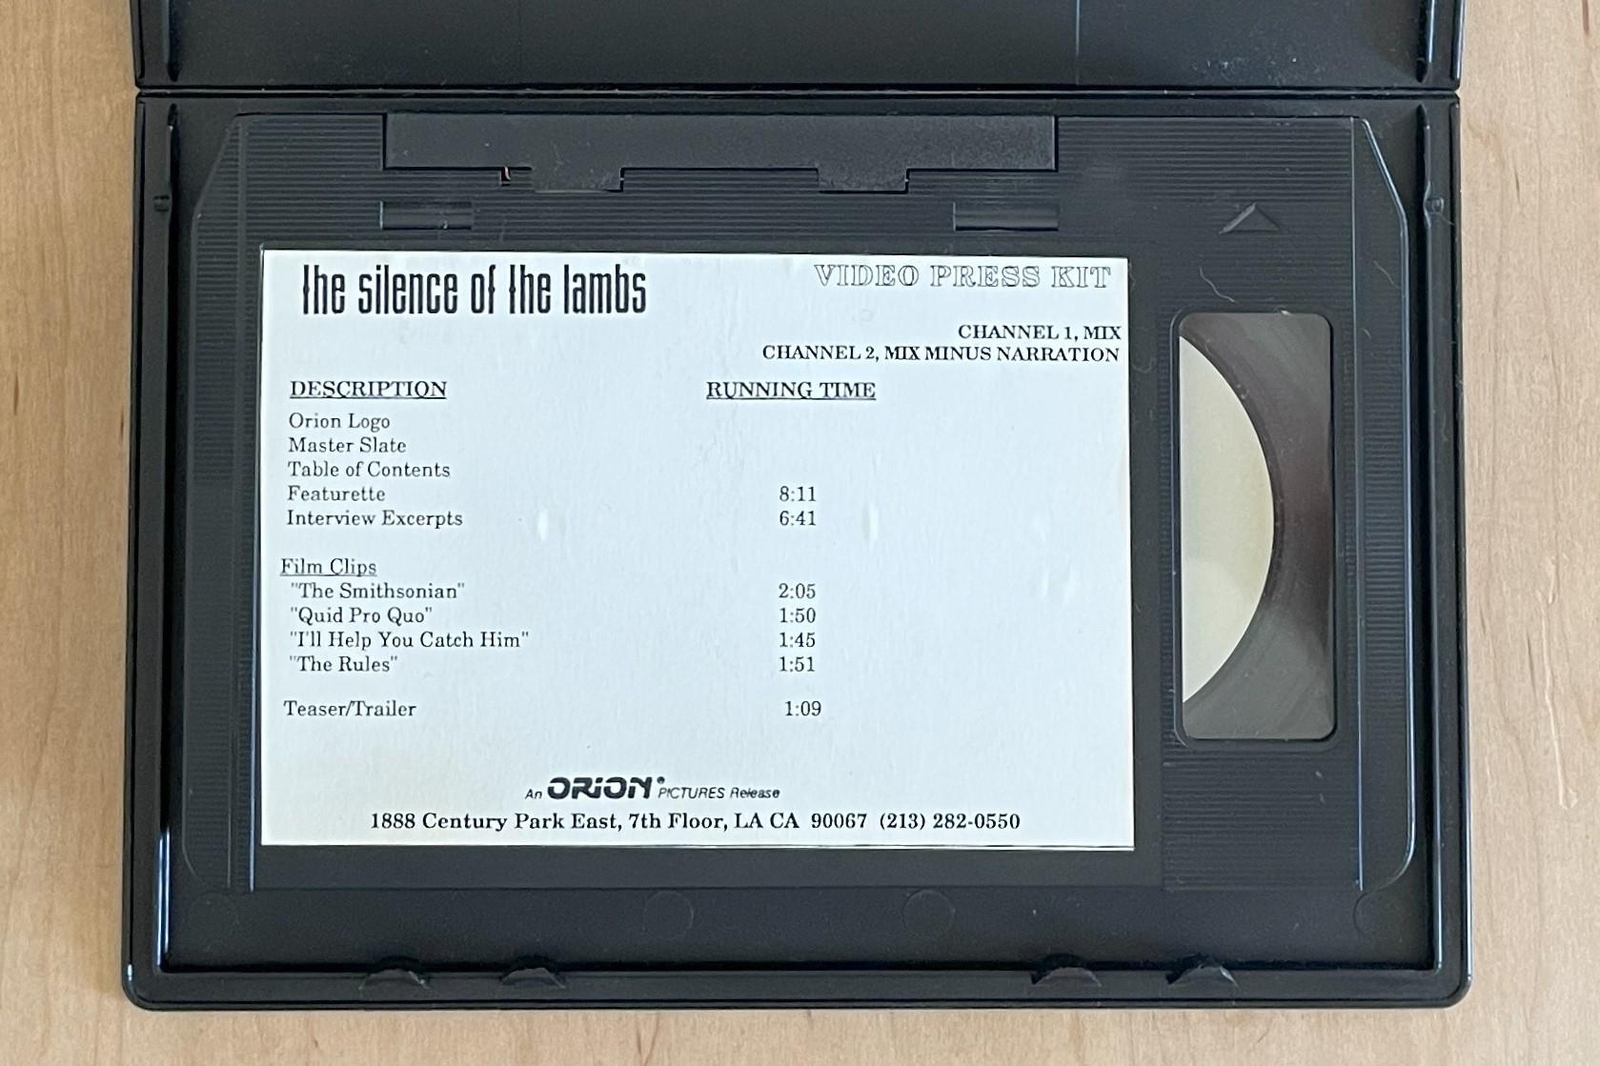 the silence of the lambs
VIDEO PRESS KIT
CHANNEL 1, MIX
CHANNEL 2, MIX MINUS NARRATION
DESCRIPTION RUNNING TIME
Orion Logo
Master Slate
Table of Contents
Featurette 8:11
Interview Excerpts 6:41
Film Clips
"The Smithsonian" 2:05
"Quid Pro Quo" 1:50
"I'll Help You Catch Him" 1:45
"The Rules" 1:51
Teaser/Trailer 1:09
An ORION® PICTURES Release
1888 Century Park East, 7th Floor, LA CA 90067 (213) 282-0550